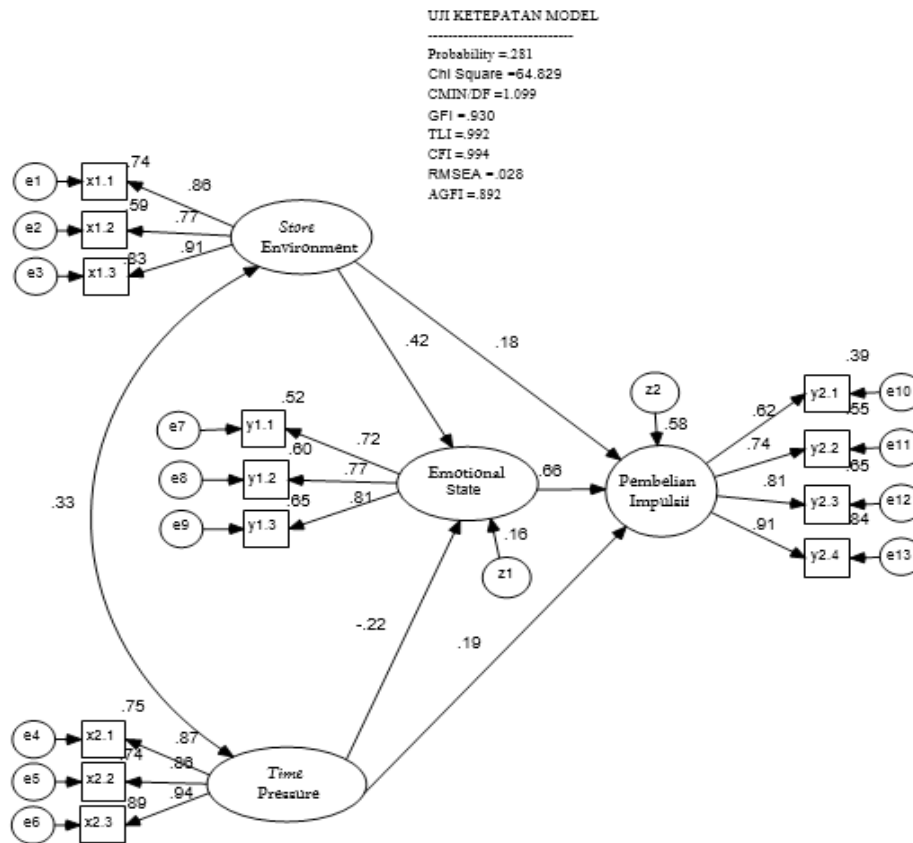 UJI KETEPATAN MODEL
------------------------------
Probability =.281
Chi Square =64.829
CMIN/DF =1.099
GFI =.930
TLI =.992
CFI =.994
RMSEA =.028
AGFI =.892
.74
e1 x1.1 .86
.59
e2 x1.2 .77
.91
.83
e3 x1.3
Store
Environment
.42
.18
.33
.52
e7 y1.1 .72
.60
e8 y1.2 .77
.65 .81
e9 y1.3
Emotional
State
.66
.16
z1
z2
.58
Pembelian
Impulsif
.39
.62 y2.1 e10
.55
.74 y2.2 e11
.65
.81 y2.3 e12
.84
.91 y2.4 e13
-.22
.19
.75
e4 x2.1 .87
.74
e5 x2.2 .86
.89 .94
e6 x2.3
Time
Pressure